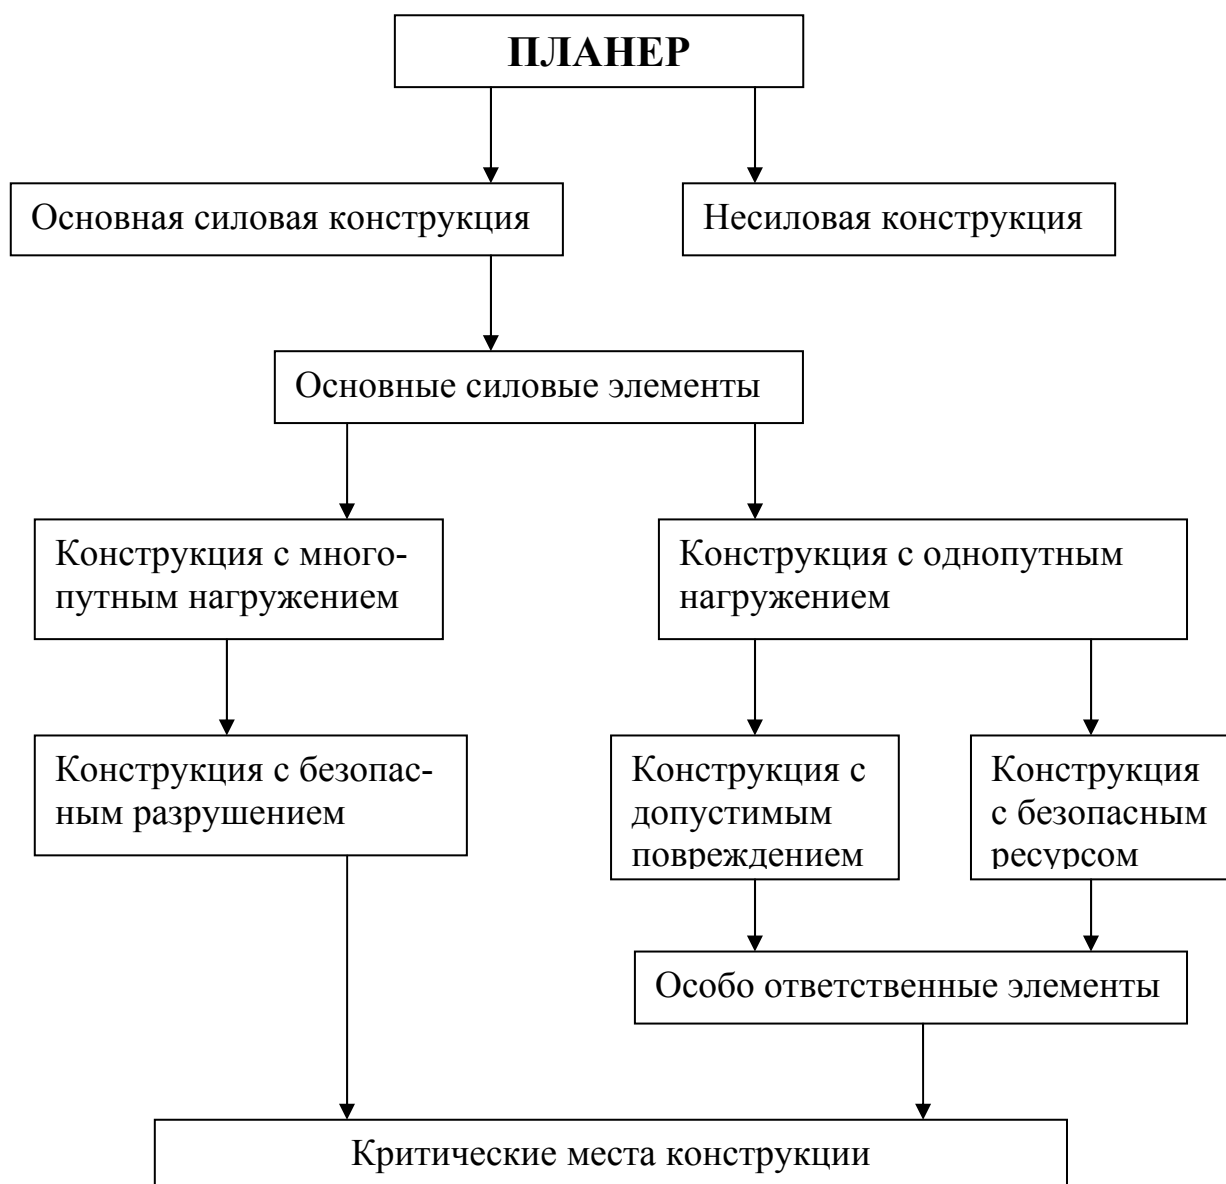 ПЛАНЕР
Основная силовая конструкция
Несиловая конструкция
Основные силовые элементы
Конструкция с много-
путным нагружением
Конструкция с однопутным
нагружением
Конструкция с безопас-
ным разрушением
Конструкция с
допустимым
повреждением
Конструкция
с безопасным
ресурсом
Особо ответственные элементы
Критические места конструкции